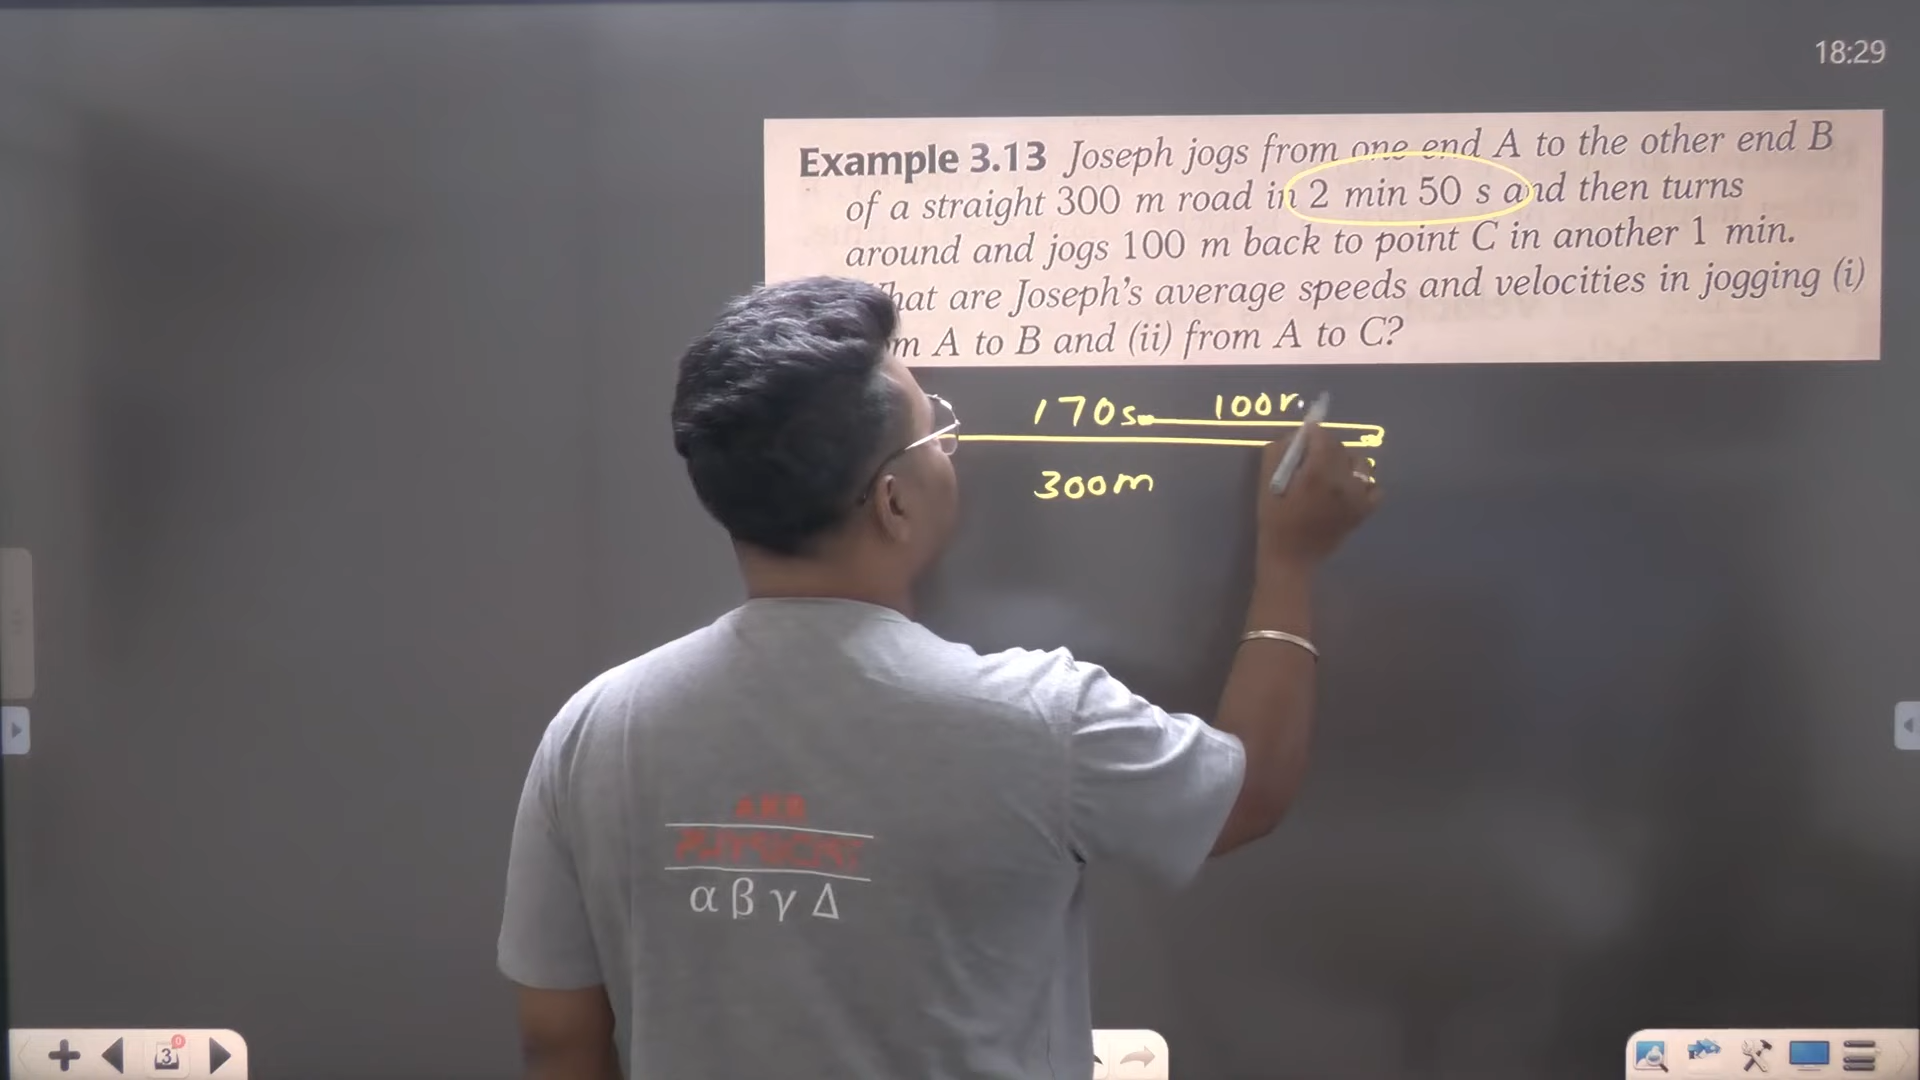 18:29
Example 3.13 Joseph jogs from one end A to the other end B
of a straight 300 m road in 2 min 50 s and then turns
around and jogs 100 m back to point C in another 1 min.
are Joseph's average speeds and velocities in jogging (i)
A to B and (ii) from A to C?
170s 100
300m
α β γ Δ
3